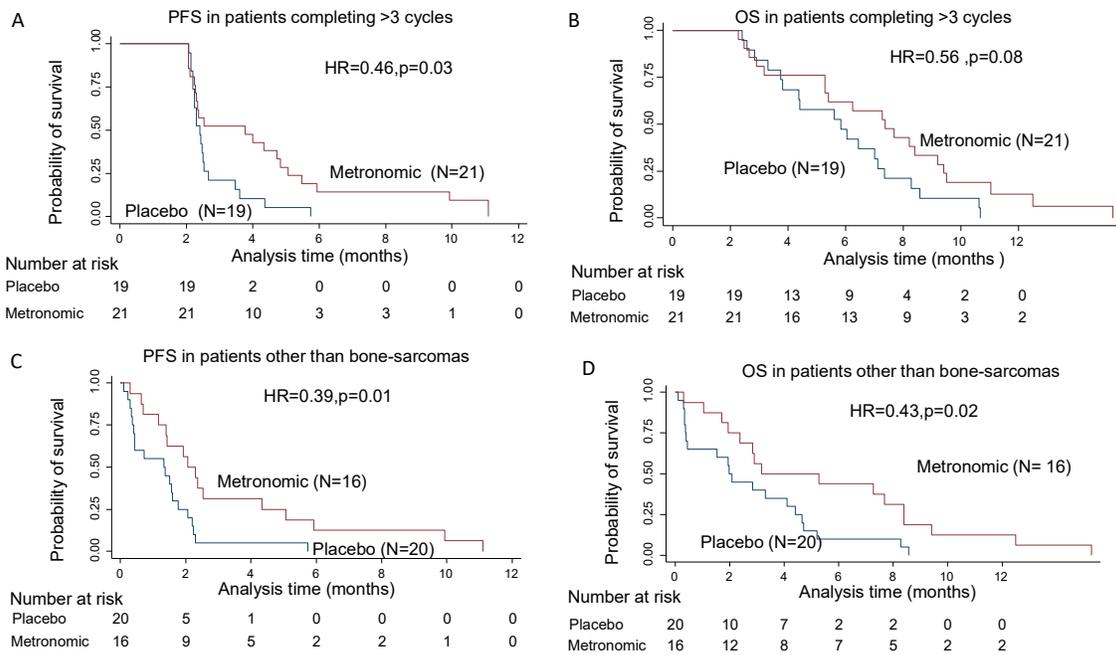 A
PFS in patients completing >3 cycles
HR=0.46,p=0.03
Probability of survival
1.00
0.75
0.50
0.25
0.00
Metronomic (N=21)
Placebo (N=19)
0 2 4 6 8 10 12
Analysis time (months)
Number at risk
Placebo 19 19 2 0 0 0 0
Metronomic 21 21 10 3 3 1 0
B
OS in patients completing >3 cycles
HR=0.56 ,p=0.08
Probability of survival
1.00
0.75
0.50
0.25
0.00
Metronomic (N=21)
Placebo (N=19)
0 2 4 6 8 10 12
Analysis time (months )
Number at risk
Placebo 19 19 13 9 4 2 0
Metronomic 21 21 16 13 9 3 2
C
PFS in patients other than bone-sarcomas
HR=0.39,p=0.01
Probability of survival
1.00
0.75
0.50
0.25
0.00
Metronomic (N=16)
Placebo (N=20)
0 2 4 6 8 10 12
Analysis time (months)
Number at risk
Placebo 20 5 1 0 0 0 0
Metronomic 16 9 5 2 2 1 0
D
OS in patients other than bone-sarcomas
HR=0.43,p=0.02
Probability of survival
1.00
0.75
0.50
0.25
0.00
Metronomic (N= 16)
Placebo (N=20)
0 2 4 6 8 10 12
Analysis time (months)
Number at risk
Placebo 20 10 7 2 2 0 0
Metronomic 16 12 8 7 5 2 2